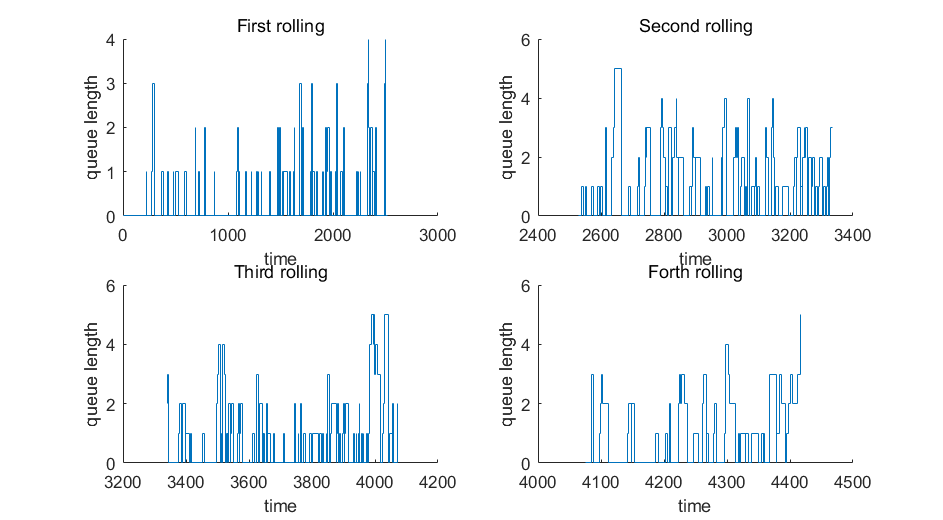 First rolling
4
3
2
1
0
queue length
0 1000 2000 3000
time
Second rolling
6
4
2
0
queue length
2400 2600 2800 3000 3200 3400
time
Third rolling
6
4
2
0
queue length
3200 3400 3600 3800 4000 4200
time
Forth rolling
6
4
2
0
queue length
4000 4100 4200 4300 4400 4500
time